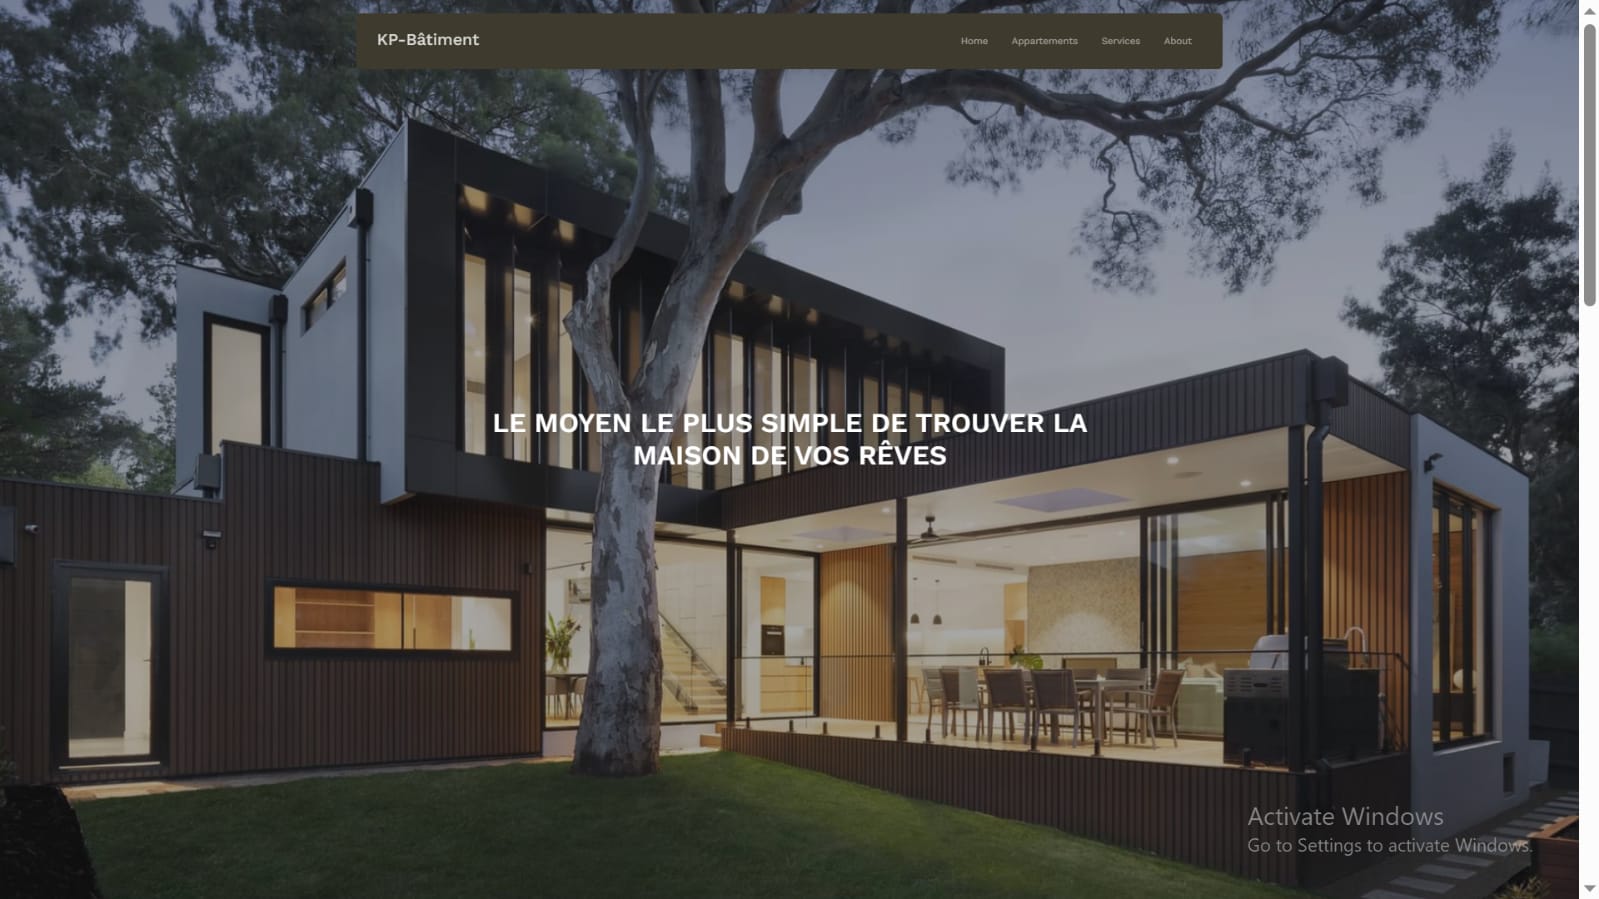 KP-Bâtiment
Home Appartements Services About
LE MOYEN LE PLUS SIMPLE DE TROUVER LA
MAISON DE VOS RÊVES
Activate Windows
Go to Settings to activate Windows.